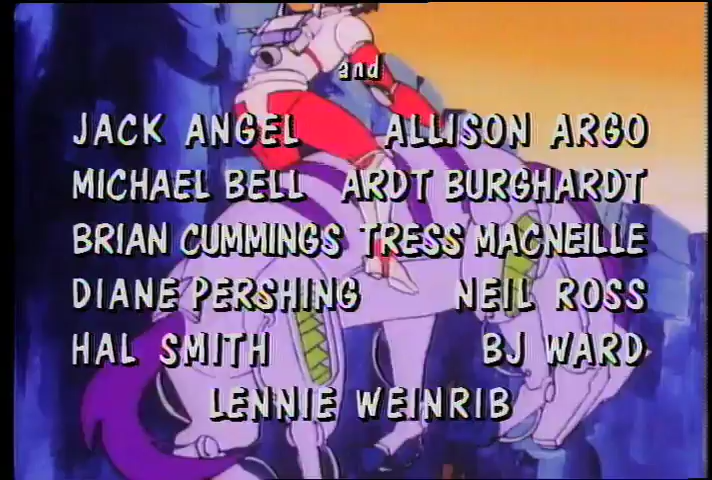 and
JACK ANGEL ALLISON ARGO
MICHAEL BELL ARDT BURGHARDT
BRIAN CUMMINGS TRESS MACNEILLE
DIANE PERSHING NEIL ROSS
HAL SMITH BJ WARD
LENNIE WEINRIB